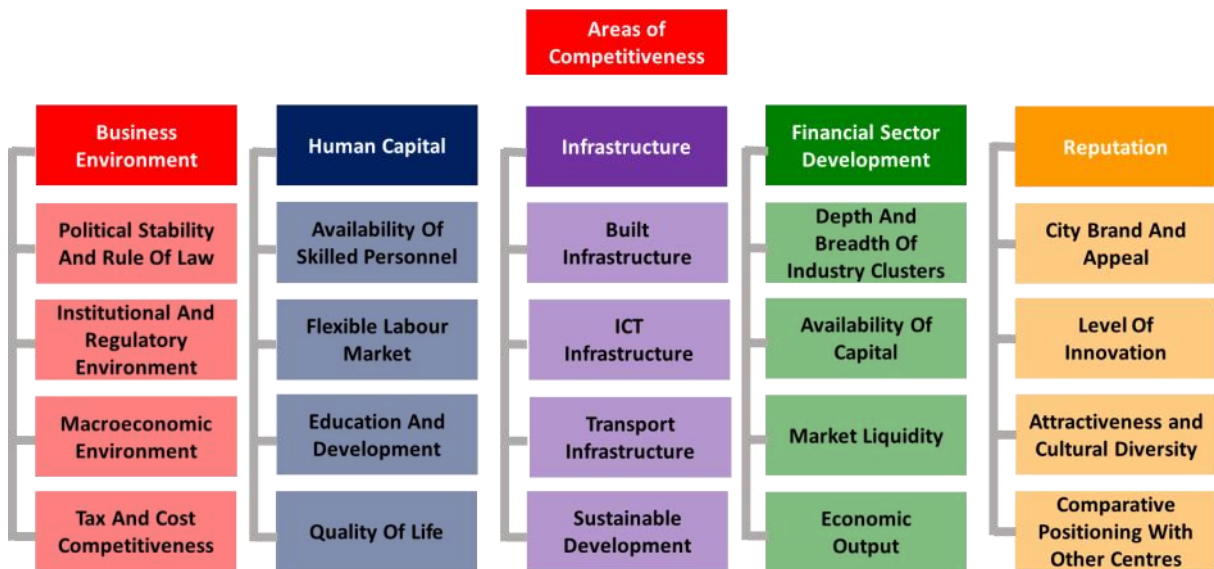 Areas of
Competitiveness
Business
Environment
Political Stability
And Rule Of Law
Institutional And
Regulatory
Environment
Macroeconomic
Environment
Tax And Cost
Competitiveness
Human Capital
Availability Of
Skilled Personnel
Flexible Labour
Market
Education And
Development
Quality Of Life
Infrastructure
Built
Infrastructure
ICT
Infrastructure
Transport
Infrastructure
Sustainable
Development
Financial Sector
Development
Depth And
Breadth Of
Industry Clusters
Availability Of
Capital
Market Liquidity
Economic
Output
Reputation
City Brand And
Appeal
Level Of
Innovation
Attractiveness and
Cultural Diversity
Comparative
Positioning With
Other Centres